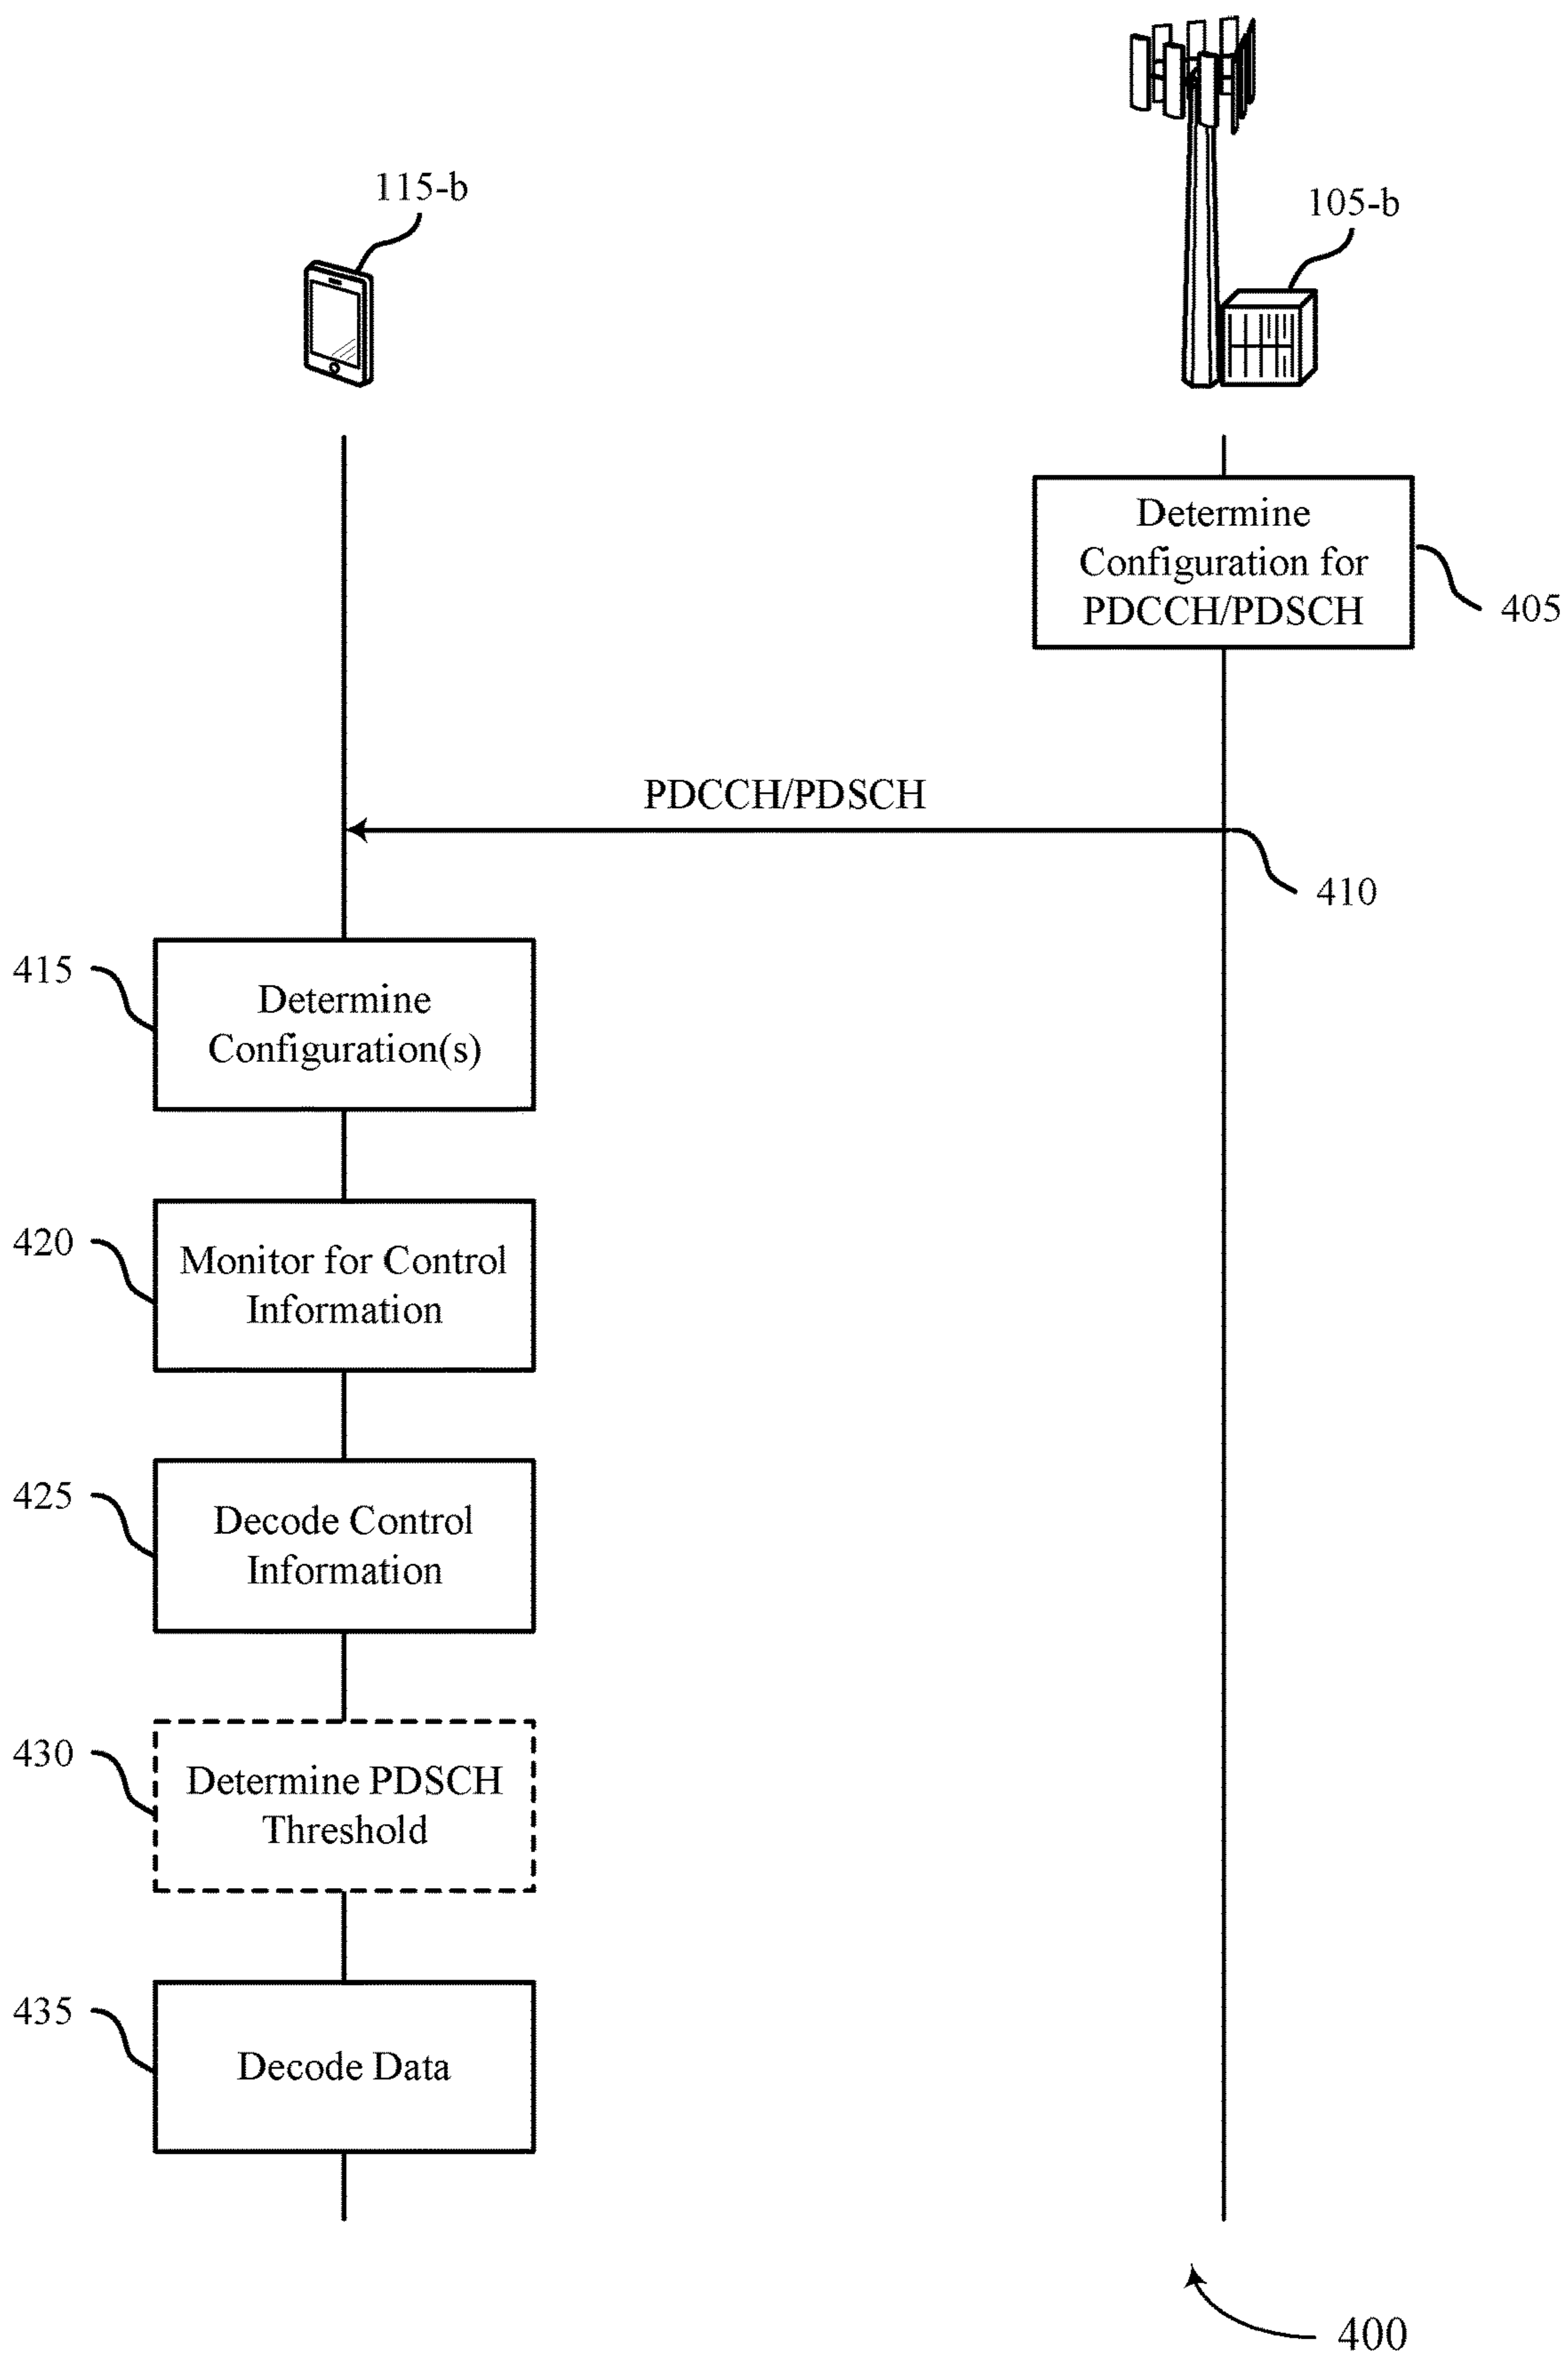 115-b
105-b
Determine
Configuration for
PDCCH/PDSCH
405
PDCCH/PDSCH
410
415
Determine
Configuration(s)
420
Monitor for Control
Information
425
Decode Control
Information
430
Determine PDSCH
Threshold
435
Decode Data
400